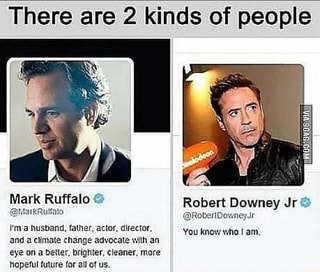 There are 2 kinds of people
VIA 9GAG.COM
nickelodeon
Mark Ruffalo
@MarkRuffalo
I'm a husband, father, actor, director,
and a climate change advocate with an
eye on a better, brighter, cleaner, more
hopeful future for all of us.
Robert Downey Jr
@RobertDowneyJr
You know who I am.